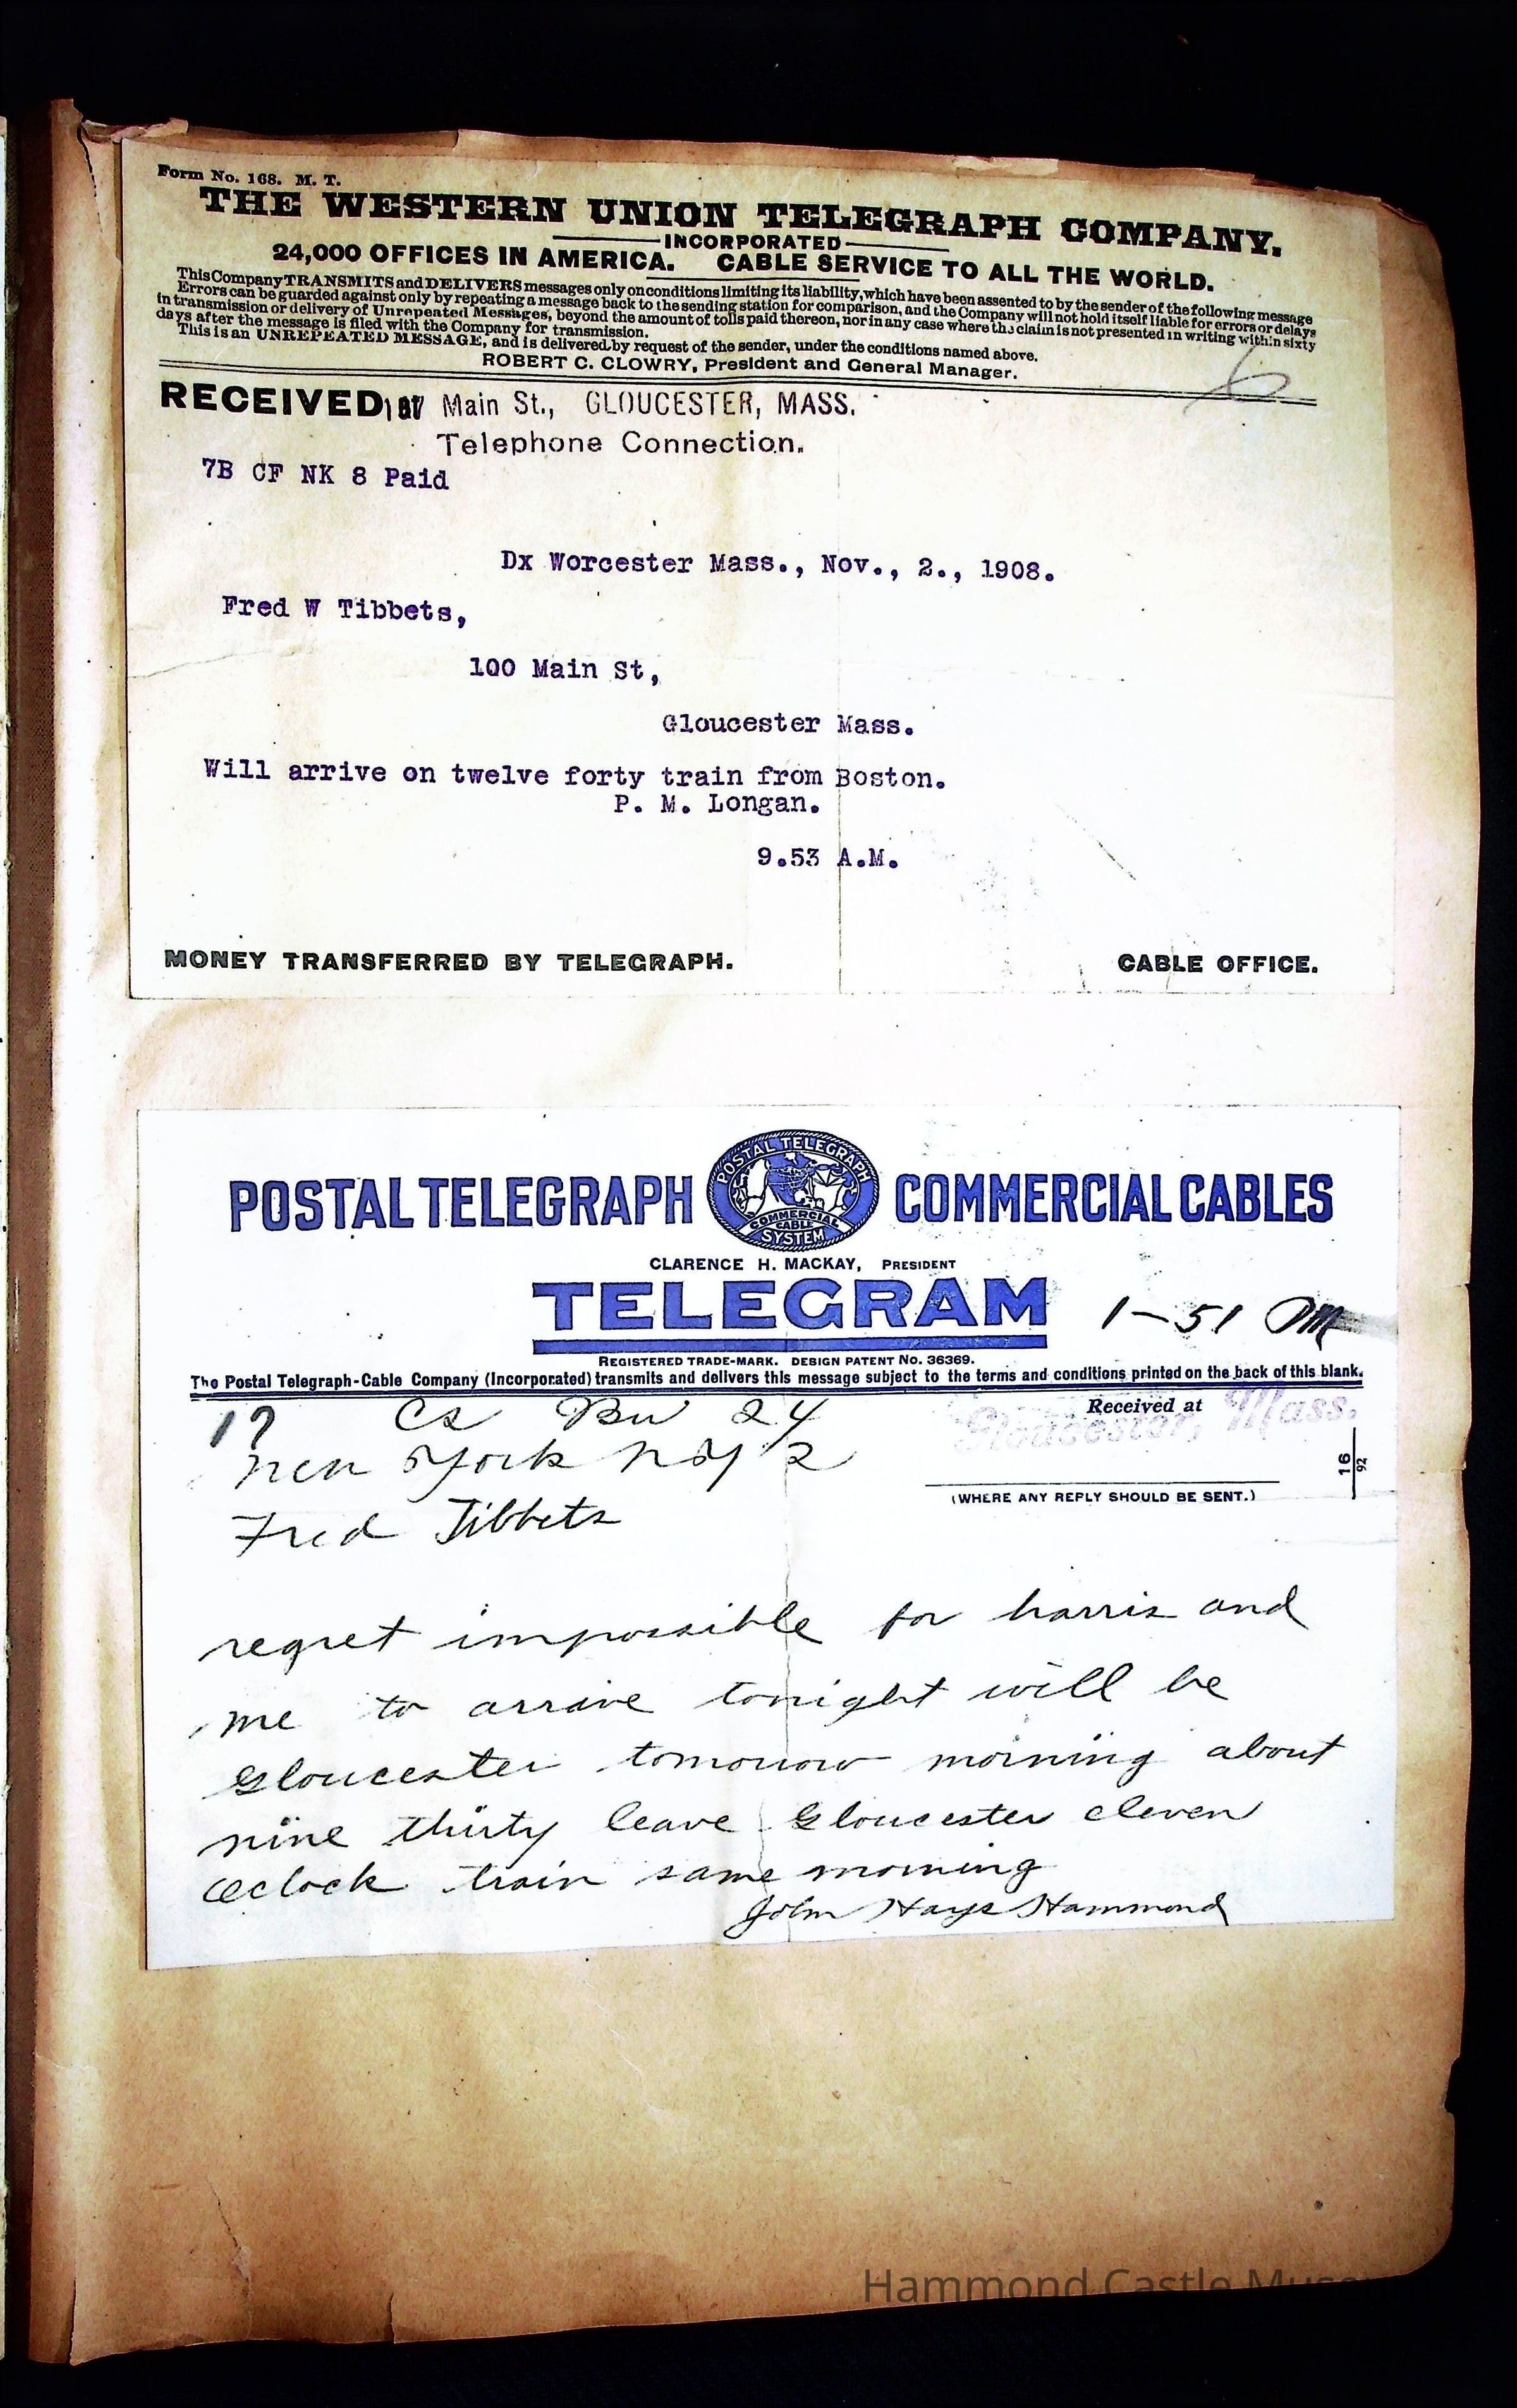 Form No. 168. M. T.
THE WESTERN UNION TELEGRAPH COMPANY.
INCORPORATED
24,000 OFFICES IN AMERICA. CABLE SERVICE TO ALL THE WORLD.
This Company TRANSMITS and DELIVERS messages only on conditions limiting its liability, which have been assented to by the sender of the following message
Errors can be guarded against only by repeating a message back to the sending station for comparison, and the Company will not hold itself liable for errors or delays
in transmission or delivery of Unrepeated Messages, beyond the amount of tolls paid thereon, nor in any case where the claim is not presented in writing within sixty
days after the message is filed with the Company for transmission.
This is an UNREPEATED MESSAGE, and is delivered by request of the sender, under the conditions named above.
ROBERT C. CLOWRY, President and General Manager.
6
RECEIVED at Main St., GLOUCESTER, MASS.
Telephone Connection.
7B CF NK 8 Paid
Dx Worcester Mass., Nov., 2., 1908.
Fred W Tibbets,
100 Main St,
Gloucester Mass.
Will arrive on twelve forty train from Boston.
P. M. Longan.
9.53 A.M.
MONEY TRANSFERRED BY TELEGRAPH. CABLE OFFICE.
POSTAL TELEGRAPH COMMERCIAL CABLES
POSTAL TELEGRAPH
COMMERCIAL
CABLE
SYSTEM
CLARENCE H. MACKAY, PRESIDENT
TELEGRAM 1-51 PM
REGISTERED TRADE-MARK. DESIGN PATENT No. 36369.
The Postal Telegraph-Cable Company (Incorporated) transmits and delivers this message subject to the terms and conditions printed on the back of this blank.
Received at
Gloucester, Mass.
17 Cs Bu 24
New York NY 2
16
92
(WHERE ANY REPLY SHOULD BE SENT.)
Fred Tibbets
regret impossible for harris and
me to arrive tonight will be
Gloucester tomorrow morning about
nine thirty leave Gloucester eleven
oclock train same morning
John Hays Hammond
Hammond Castle Museum